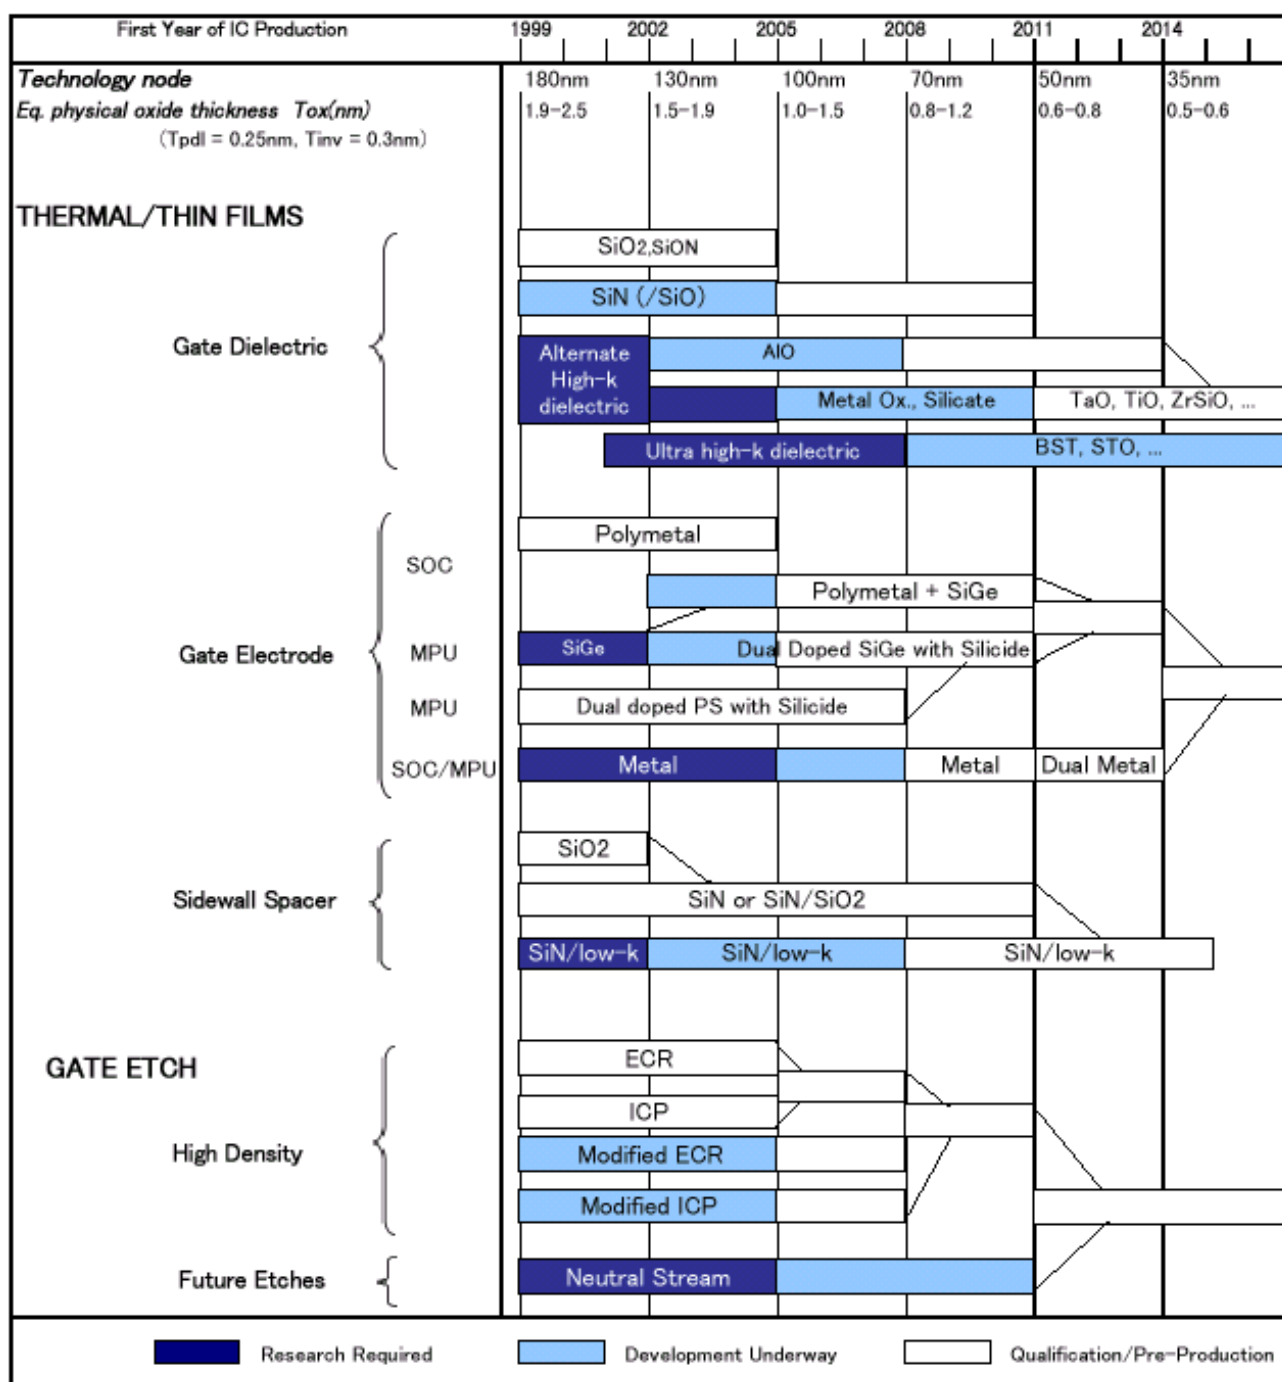 First Year of IC Production 1999 2002 2005 2008 2011 2014
Technology node 180nm 130nm 100nm 70nm 50nm 35nm
Eq. physical oxide thickness Tox(nm) 1.9-2.5 1.5-1.9 1.0-1.5 0.8-1.2 0.6-0.8 0.5-0.6
(Tpdl = 0.25nm, Tinv = 0.3nm)
THERMAL/THIN FILMS
SiO2,SiON
SiN (/SiO)
Gate Dielectric
Alternate
High-k
dielectric
AlO
Metal Ox., Silicate
TaO, TiO, ZrSiO, ...
Ultra high-k dielectric
BST, STO, ...
Gate Electrode
SOC
Polymetal
Polymetal + SiGe
MPU
SiGe
Dual Doped SiGe with Silicide
MPU
Dual doped PS with Silicide
SOC/MPU
Metal
Metal
Dual Metal
Sidewall Spacer
SiO2
SiN or SiN/SiO2
SiN/low-k
SiN/low-k
SiN/low-k
GATE ETCH
High Density
ECR
ICP
Modified ECR
Modified ICP
Future Etches
Neutral Stream
Research Required
Development Underway
Qualification/Pre-Production